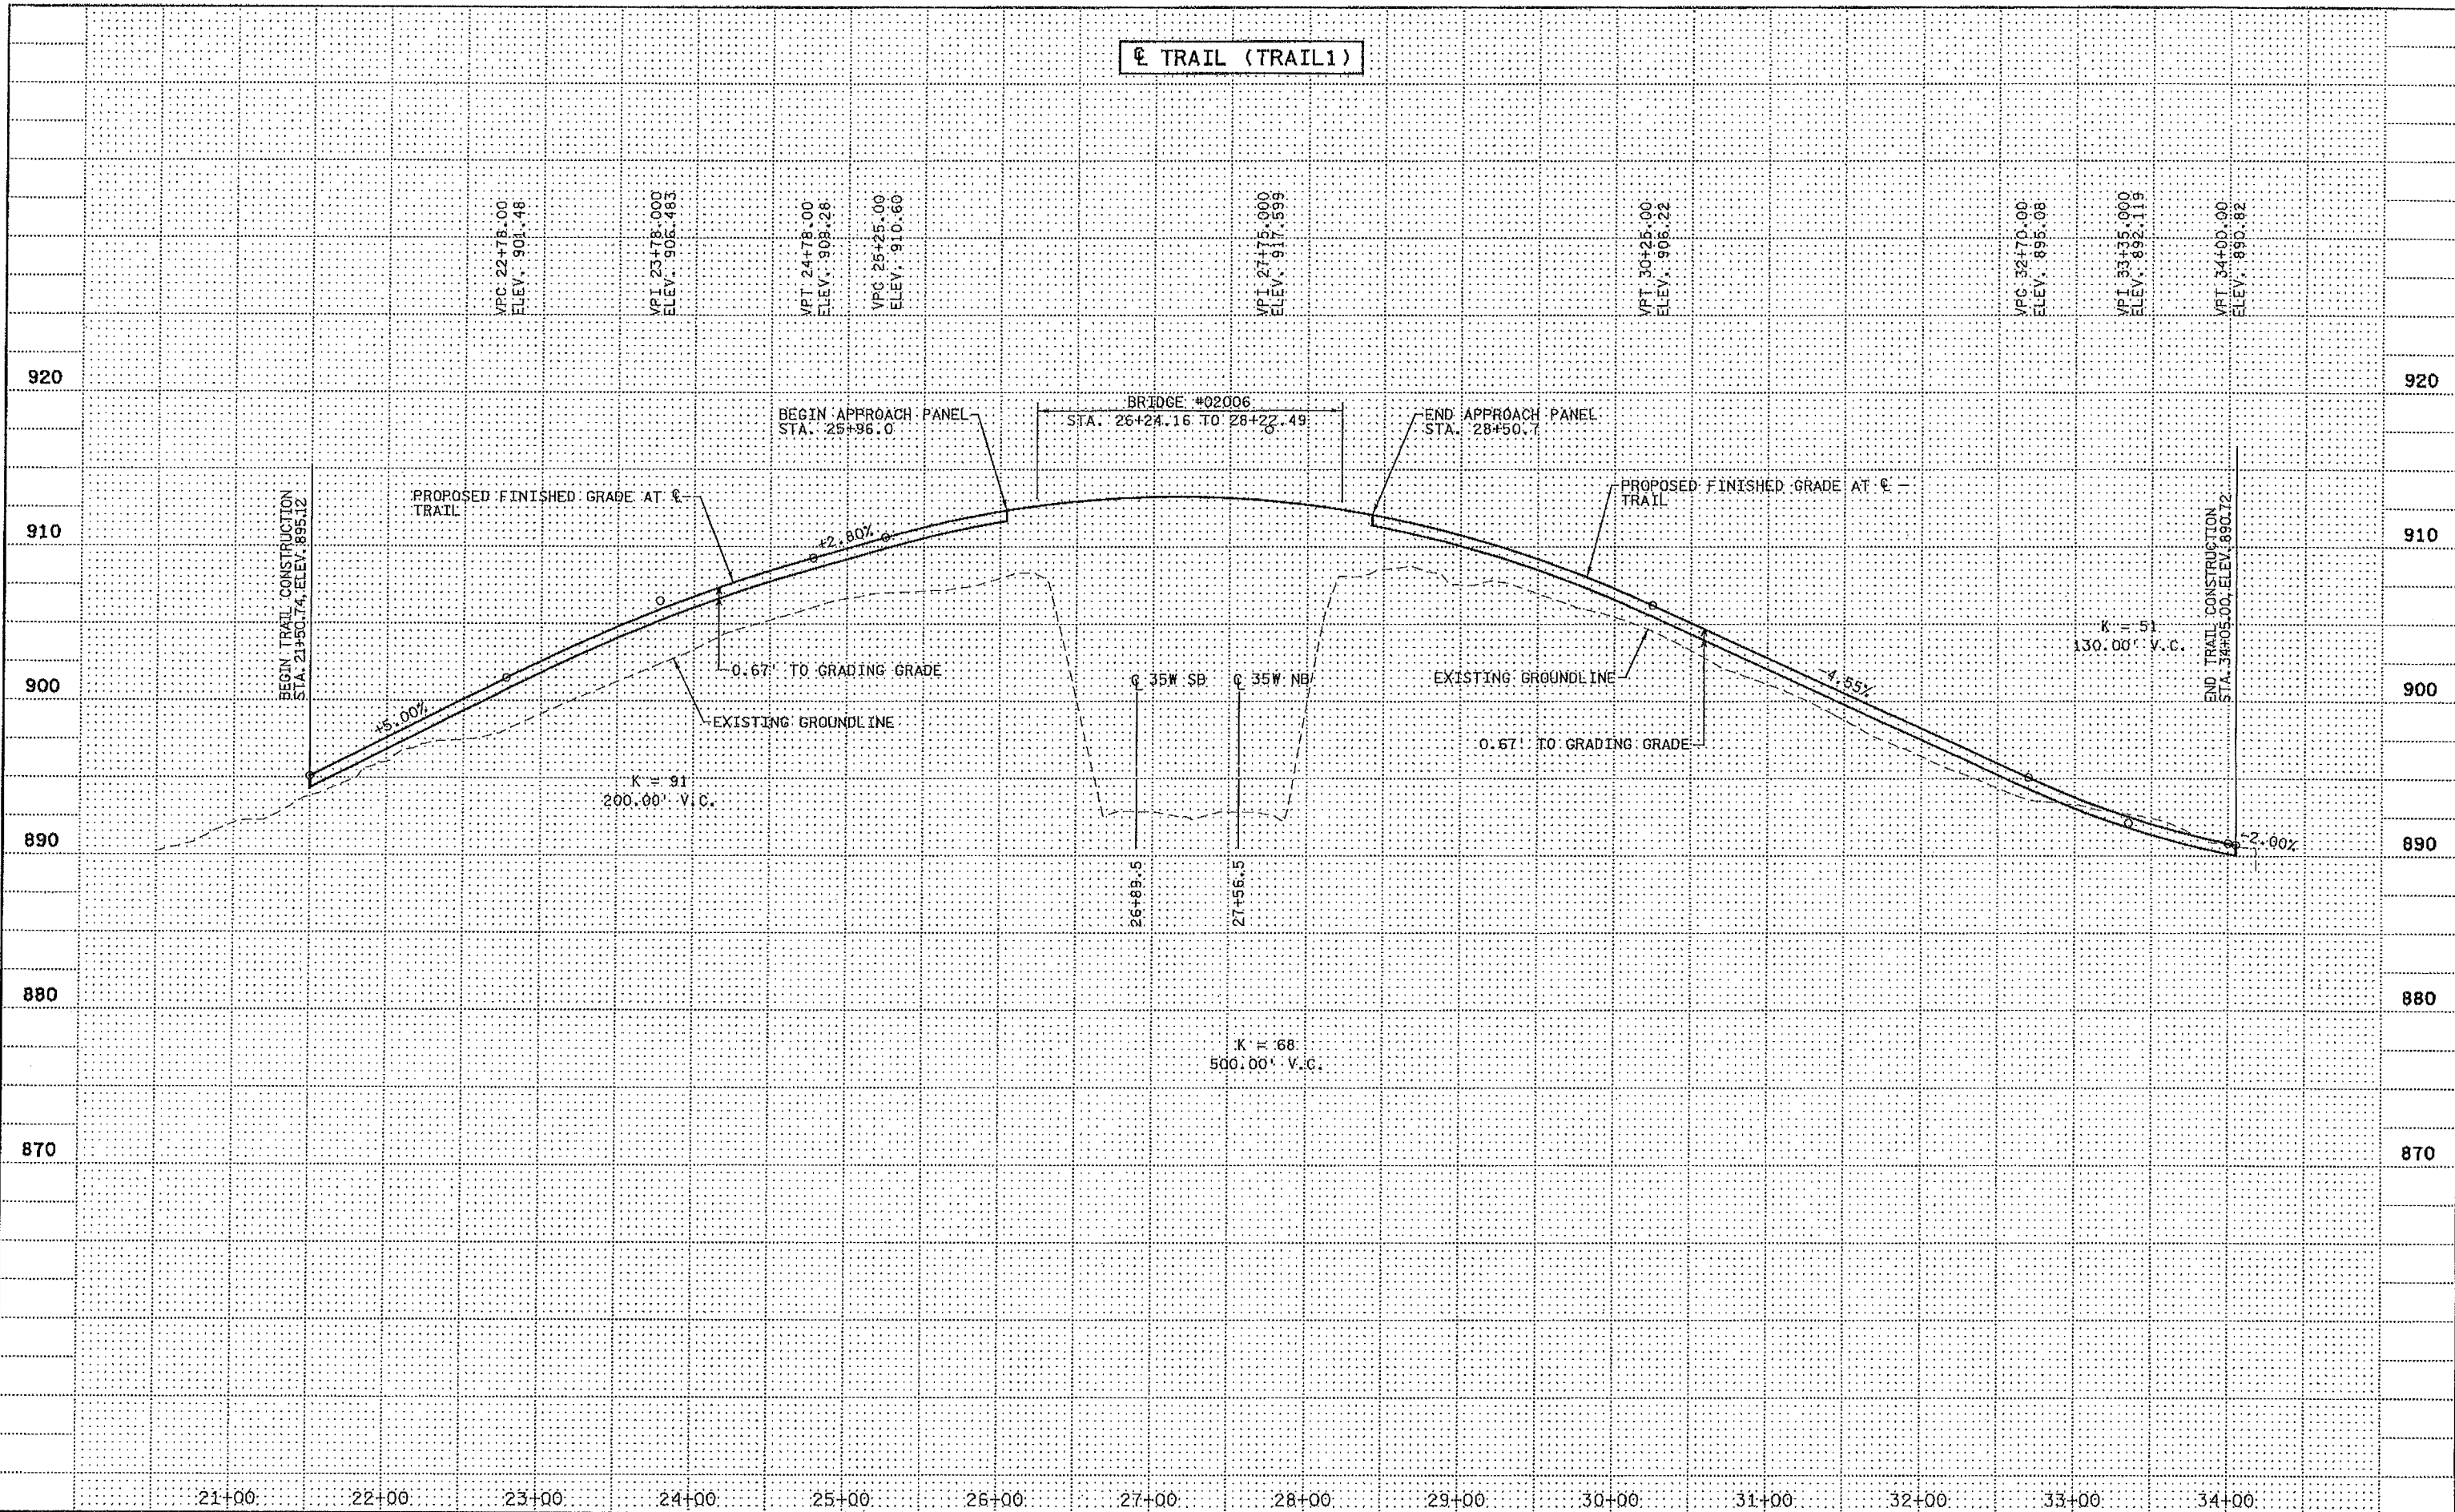 ℄ TRAIL (TRAIL1)
VPC 22+78.00
ELEV. 901.48
VPI 23+78.000
ELEV. 906.483
VPT 24+78.00
ELEV. 909.28
VPC 25+25.00
ELEV. 910.60
VPI 27+75.000
ELEV. 917.599
VPT 30+25.00
ELEV. 906.22
VPC 32+70.00
ELEV. 895.08
VPI 33+35.000
ELEV. 892.119
VPT 34+00.00
ELEV. 890.82
920
920
BEGIN APPROACH PANEL
STA. 25+96.0
BRIDGE #02006
STA. 26+24.16 TO 28+22.49
END APPROACH PANEL
STA. 28+50.7
BEGIN TRAIL CONSTRUCTION
STA. 21+50.74, ELEV. 895.12
PROPOSED FINISHED GRADE AT ℄
TRAIL
PROPOSED FINISHED GRADE AT ℄
TRAIL
END TRAIL CONSTRUCTION
STA. 34+05.00, ELEV. 890.72
910
+2.80%
910
K = 51
130.00' V.C.
0.67' TO GRADING GRADE
℄ 35W SB
℄ 35W NB
EXISTING GROUNDLINE
-4.55%
900
900
+5.00%
EXISTING GROUNDLINE
0.67' TO GRADING GRADE
K = 91
200.00' V.C.
890
-2.00%
890
26+89.5
27+56.5
880
880
K = 68
500.00' V.C.
870
870
21+00 22+00 23+00 24+00 25+00 26+00 27+00 28+00 29+00 30+00 31+00 32+00 33+00 34+00